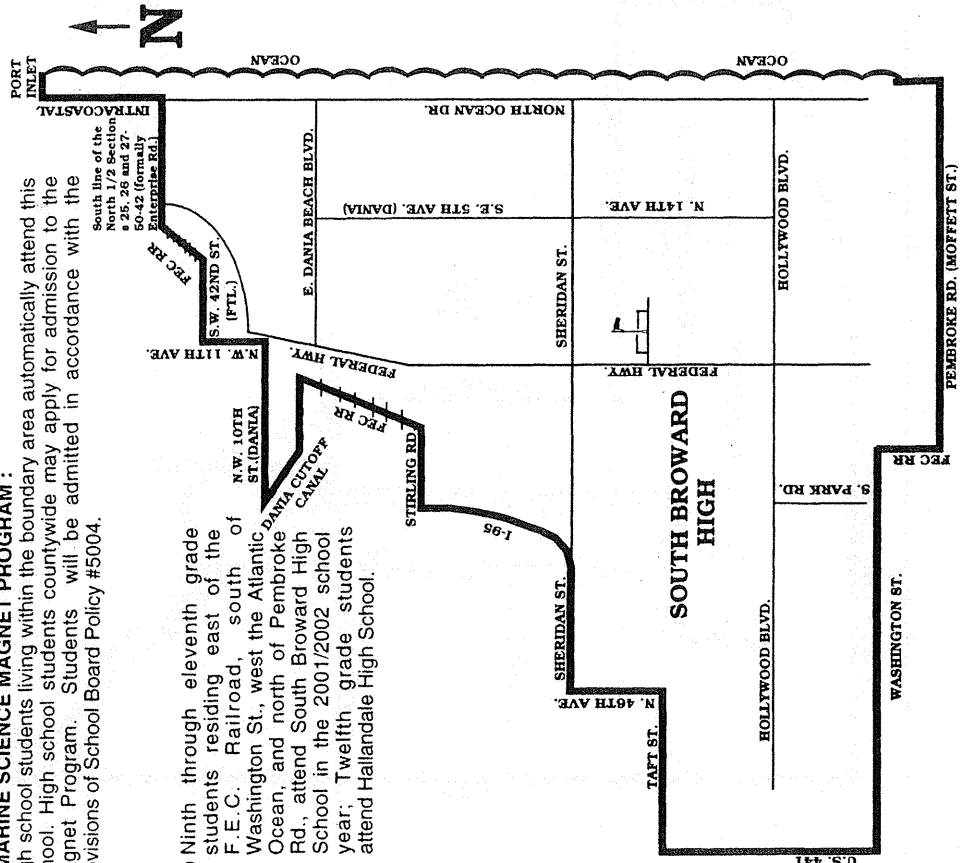 MARINE SCIENCE MAGNET PROGRAM :
gh school students living within the boundary area automatically attend this
ool. High school students countywide may apply for admission to the
gnet Program. Students will be admitted in accordance with the
visions of School Board Policy #5004.
Ninth through eleventh grade
students residing east of the
F.E.C. Railroad, south of
Washington St., west the Atlantic
Ocean, and north of Pembroke
Rd., attend South Broward High
School in the 2001/2002 school
year; Twelfth grade students
attend Hallandale High School.
N
PORT
INLET
OCEAN
OCEAN
INTRACOASTAL
South line of the
North 1/2 Section
s 25, 26 and 27-
50-42 (formally
Enterprise Rd.)
FEC RR
S.W. 42ND ST.
(FTL.)
N.W. 11TH AVE.
N.W. 10TH
ST.(DANIA)
DANIA CUTOFF
CANAL
FEC RR
FEDERAL HWY.
E. DANIA BEACH BLVD.
NORTH OCEAN DR.
S.E. 5TH AVE. (DANIA)
N. 14TH AVE.
STIRLING RD
I-95
SHERIDAN ST.
SHERIDAN ST.
FEDERAL HWY.
N. 46TH AVE.
TAFT ST.
SOUTH BROWARD
HIGH
HOLLYWOOD BLVD.
HOLLYWOOD BLVD.
S. PARK RD.
FEC RR
WASHINGTON ST.
PEMBROKE RD. (MOFFETT ST.)
U.S. 441